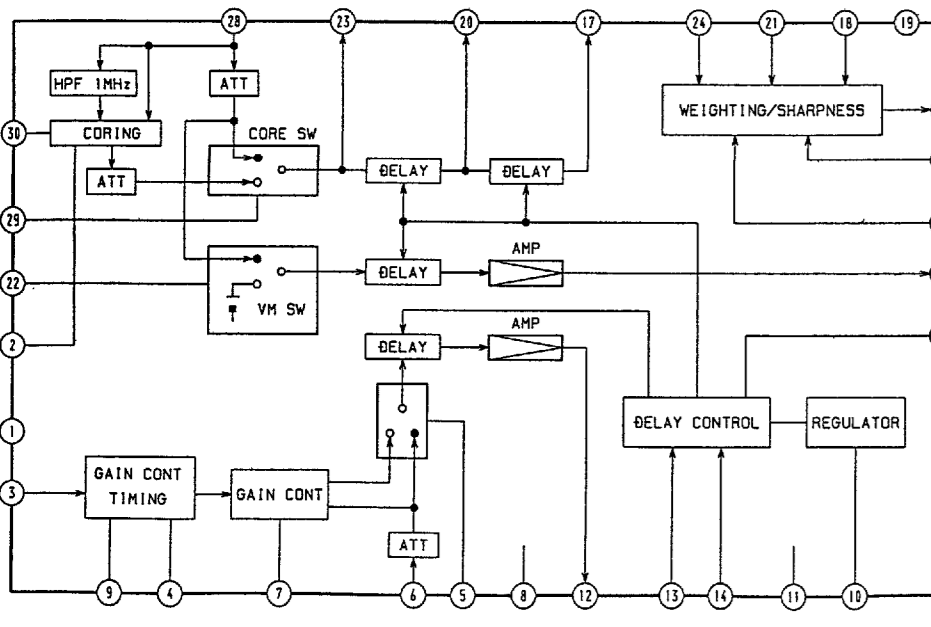 28 23 20 17 24 21 18 19
HPF 1MHz
ATT
WEIGHTING/SHARPNESS
30
CORING
CORE SW
ATT
DELAY
DELAY
29
AMP
22
DELAY
VM SW
AMP
2
DELAY
1
DELAY CONTROL
REGULATOR
GAIN CONT
TIMING
3
GAIN CONT
ATT
9 4 7 6 5 8 12 13 14 11 10